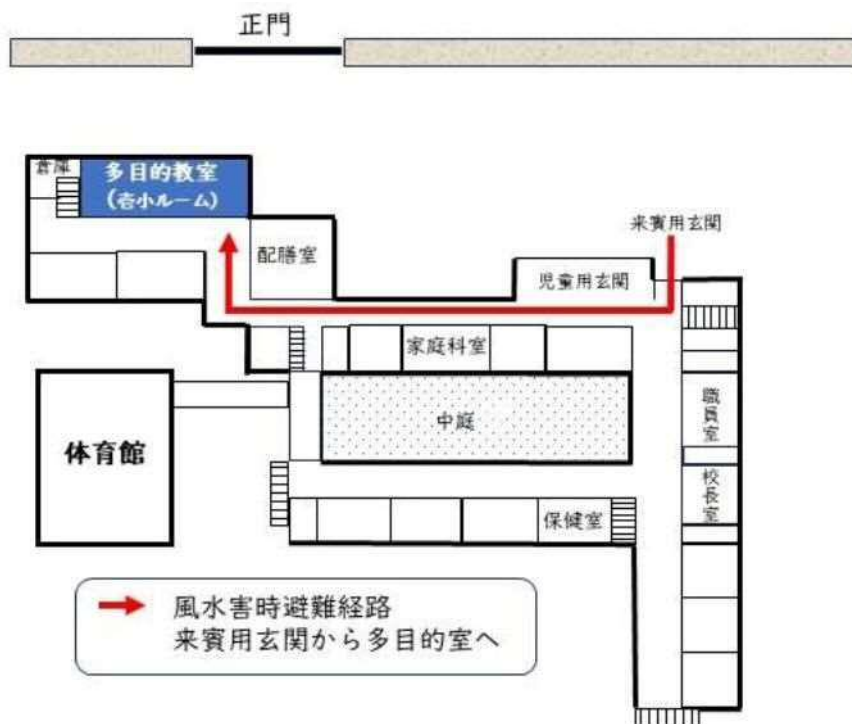 正門
倉庫
多目的教室
(壱小ルーム)
来賓用玄関
配膳室
児童用玄関
家庭科室
職員室
中庭
体育館
校長室
保健室
風水害時避難経路
来賓用玄関から多目的室へ